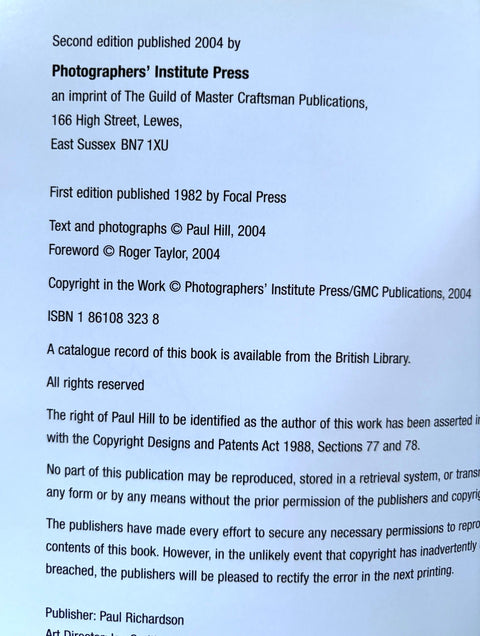 Second edition published 2004 by
Photographers' Institute Press
an imprint of The Guild of Master Craftsman Publications,
166 High Street, Lewes,
East Sussex BN7 1XU
First edition published 1982 by Focal Press
Text and photographs © Paul Hill, 2004
Foreword © Roger Taylor, 2004
Copyright in the Work © Photographers' Institute Press/GMC Publications, 2004
ISBN 1 86108 323 8
A catalogue record of this book is available from the British Library.
All rights reserved
The right of Paul Hill to be identified as the author of this work has been asserted
with the Copyright Designs and Patents Act 1988, Sections 77 and 78.
No part of this publication may be reproduced, stored in a retrieval system, or
any form or by any means without the prior permission of the publishers and
The publishers have made every effort to secure any necessary permissions to
contents of this book. However, in the unlikely event that copyright has inadvertently
breached, the publishers will be pleased to rectify the error in the next printing.
Publisher: Paul Richardson